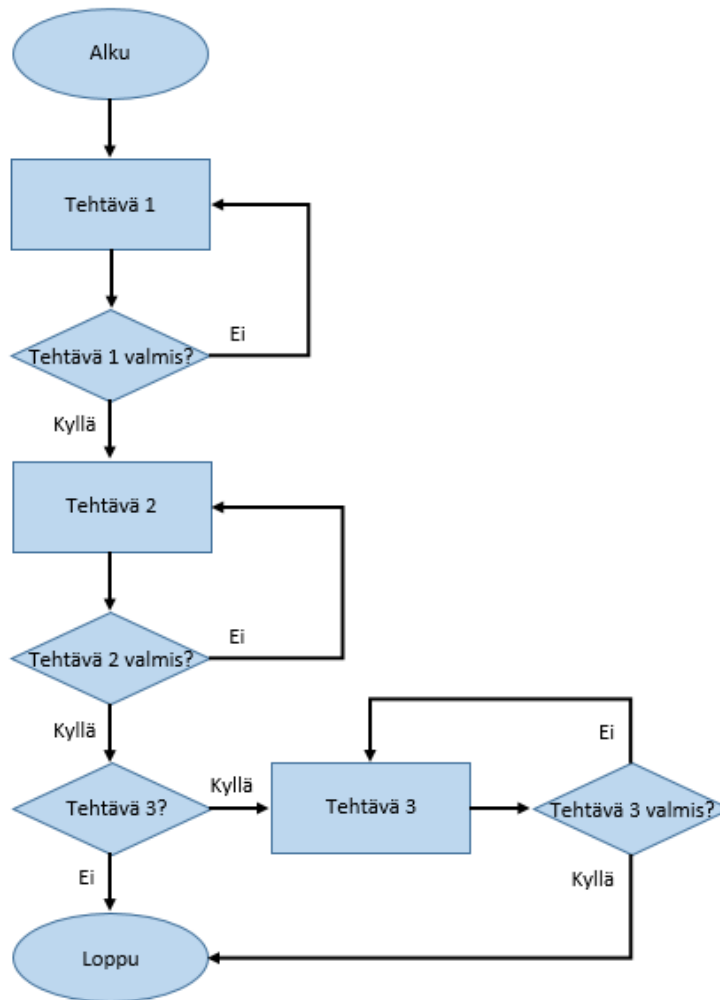 Alku
Tehtävä 1
Ei
Tehtävä 1 valmis?
Kyllä
Tehtävä 2
Ei
Tehtävä 2 valmis?
Kyllä
Ei
Kyllä
Tehtävä 3?
Tehtävä 3
Tehtävä 3 valmis?
Ei
Kyllä
Loppu